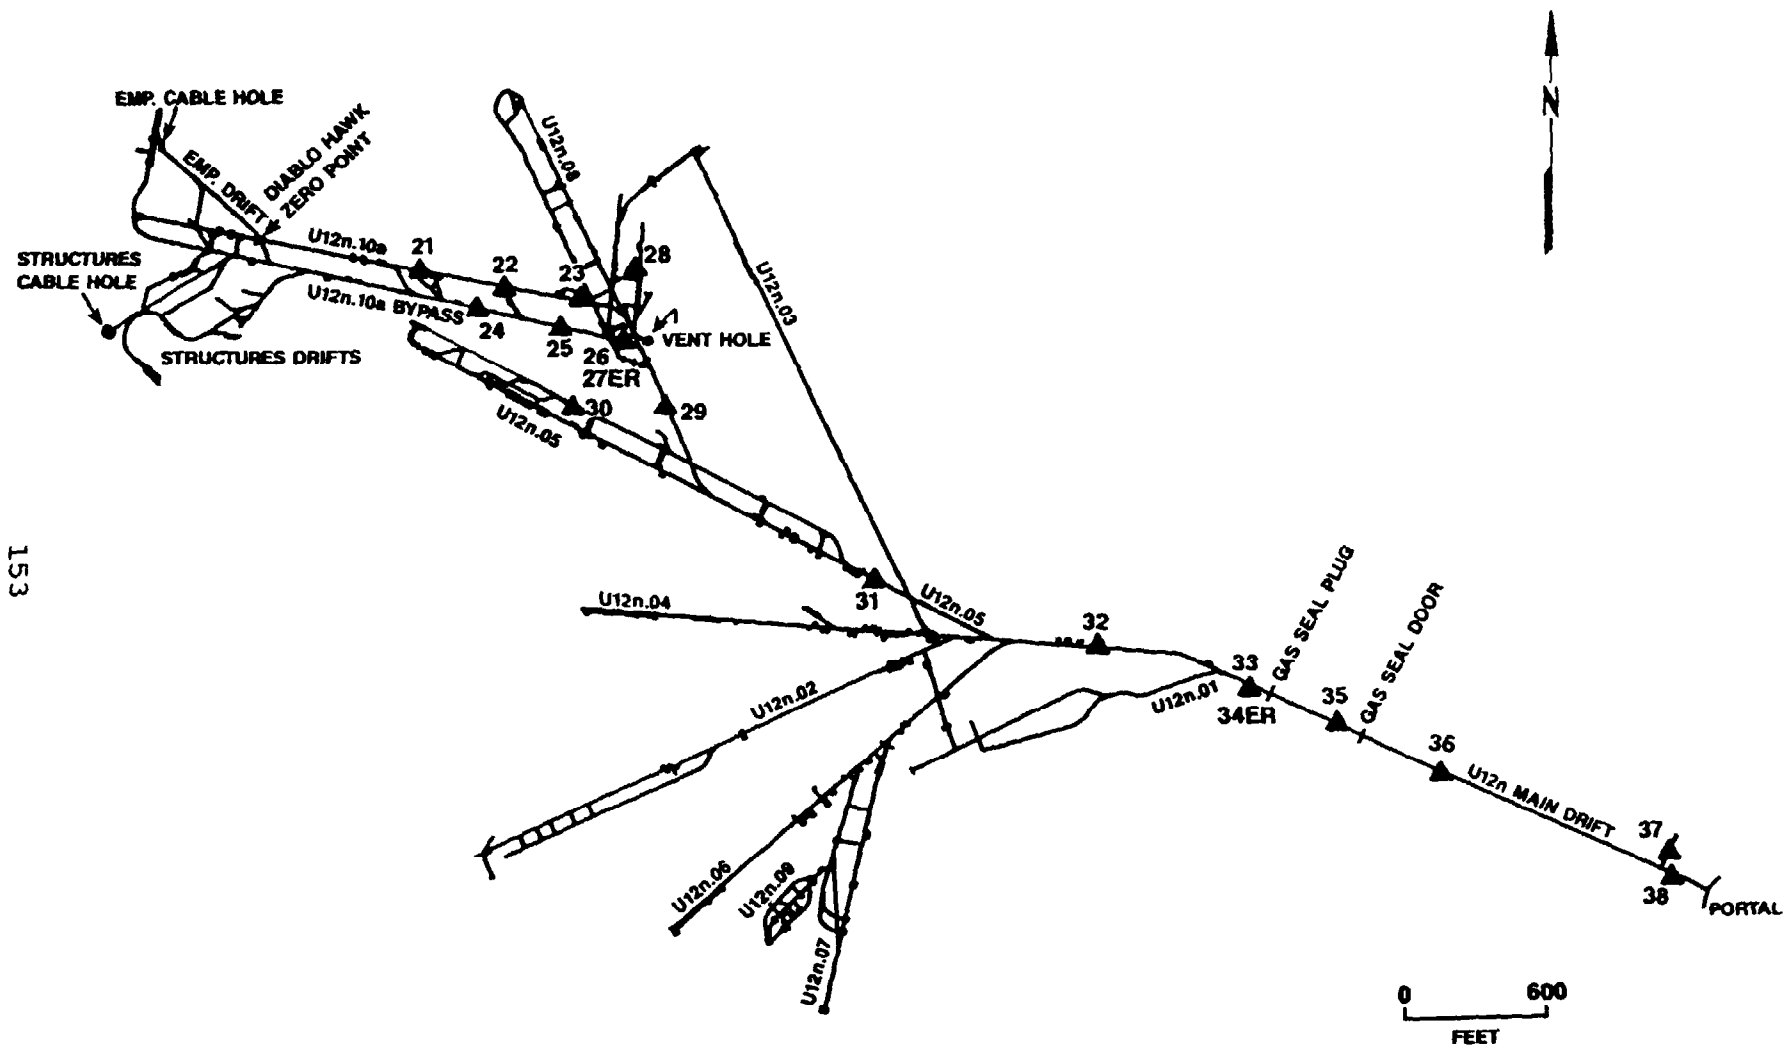 N
EMP. CABLE HOLE
EMP. DRIFT
DIABLO HAWK
ZERO POINT
U12n.08
STRUCTURES
CABLE HOLE
U12n.10a
21
22
23
28
U12n.03
U12n.10a BYPASS
24
25
26
27ER
VENT HOLE
STRUCTURES DRIFTS
30
29
U12n.05
153
31
U12n.04
U12n.05
32
GAS SEAL PLUG
GAS SEAL DOOR
33
34ER
35
U12n.01
U12n.02
36
U12n MAIN DRIFT
37
38
PORTAL
U12n.06
U12n.09
U12n.07
0 600
FEET